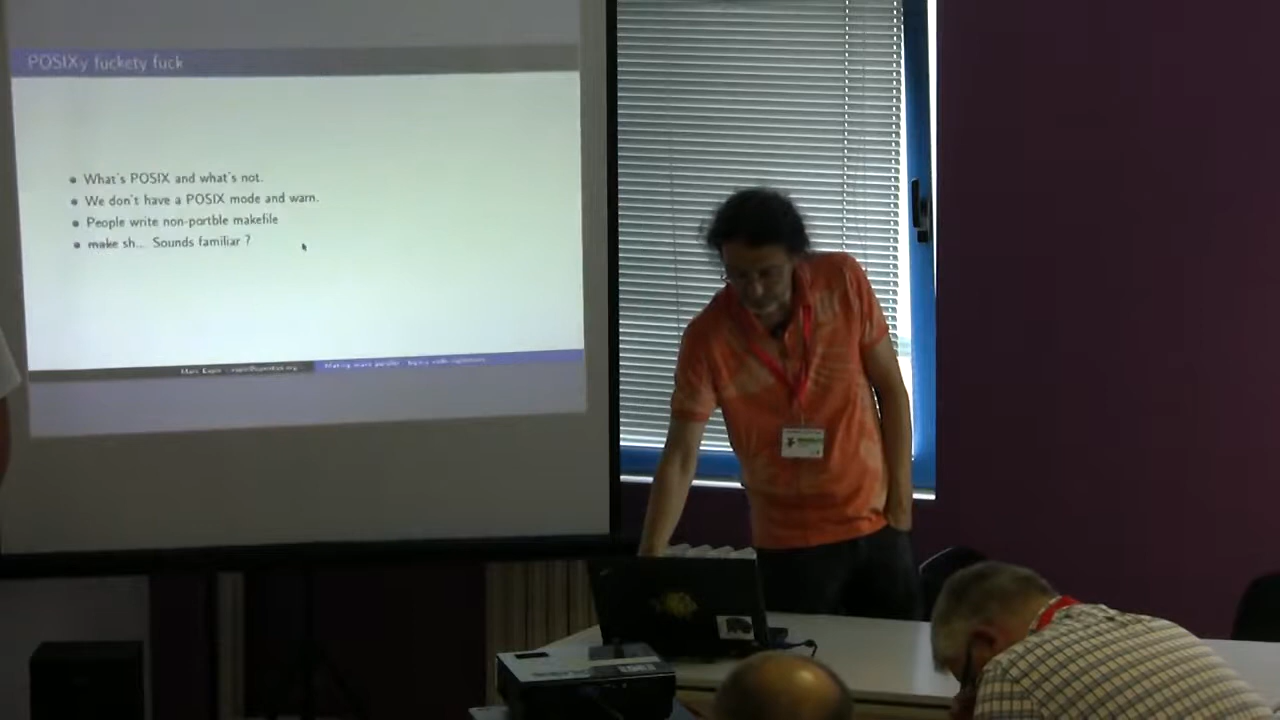 POSIXy fuckety fuck
What's POSIX and what's not.
We don't have a POSIX mode and warn.
People write non-portble makefile
make sh... Sounds familiar ?